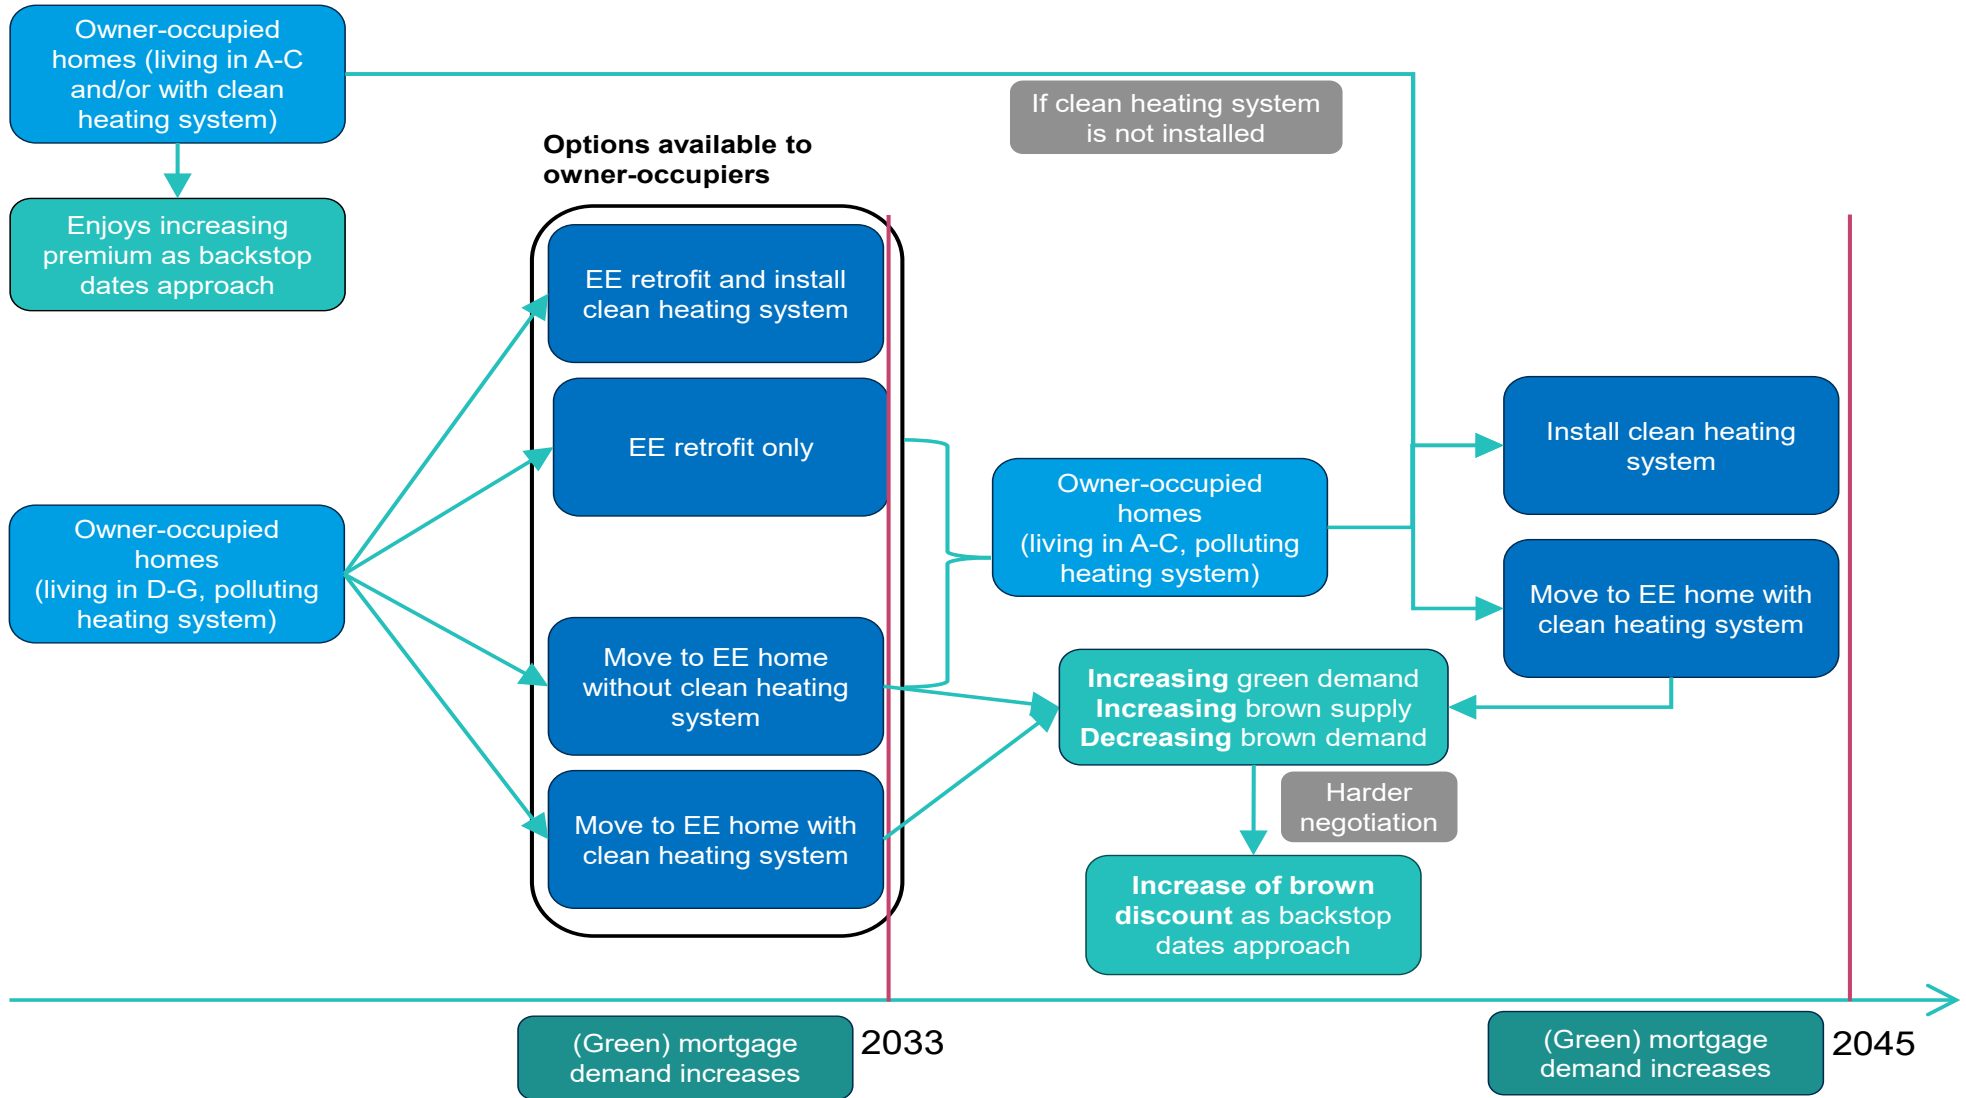 Owner-occupied
homes (living in A-C
and/or with clean
heating system)
If clean heating system
is not installed
Enjoys increasing
premium as backstop
dates approach
Options available to
owner-occupiers
EE retrofit and install
clean heating system
EE retrofit only
Owner-occupied
homes
(living in D-G, polluting
heating system)
Move to EE home
without clean heating
system
Move to EE home with
clean heating system
Owner-occupied
homes
(living in A-C, polluting
heating system)
Install clean heating
system
Move to EE home with
clean heating system
Increasing green demand
Increasing brown supply
Decreasing brown demand
Harder
negotiation
Increase of brown
discount as backstop
dates approach
(Green) mortgage
demand increases
2033
(Green) mortgage
demand increases
2045